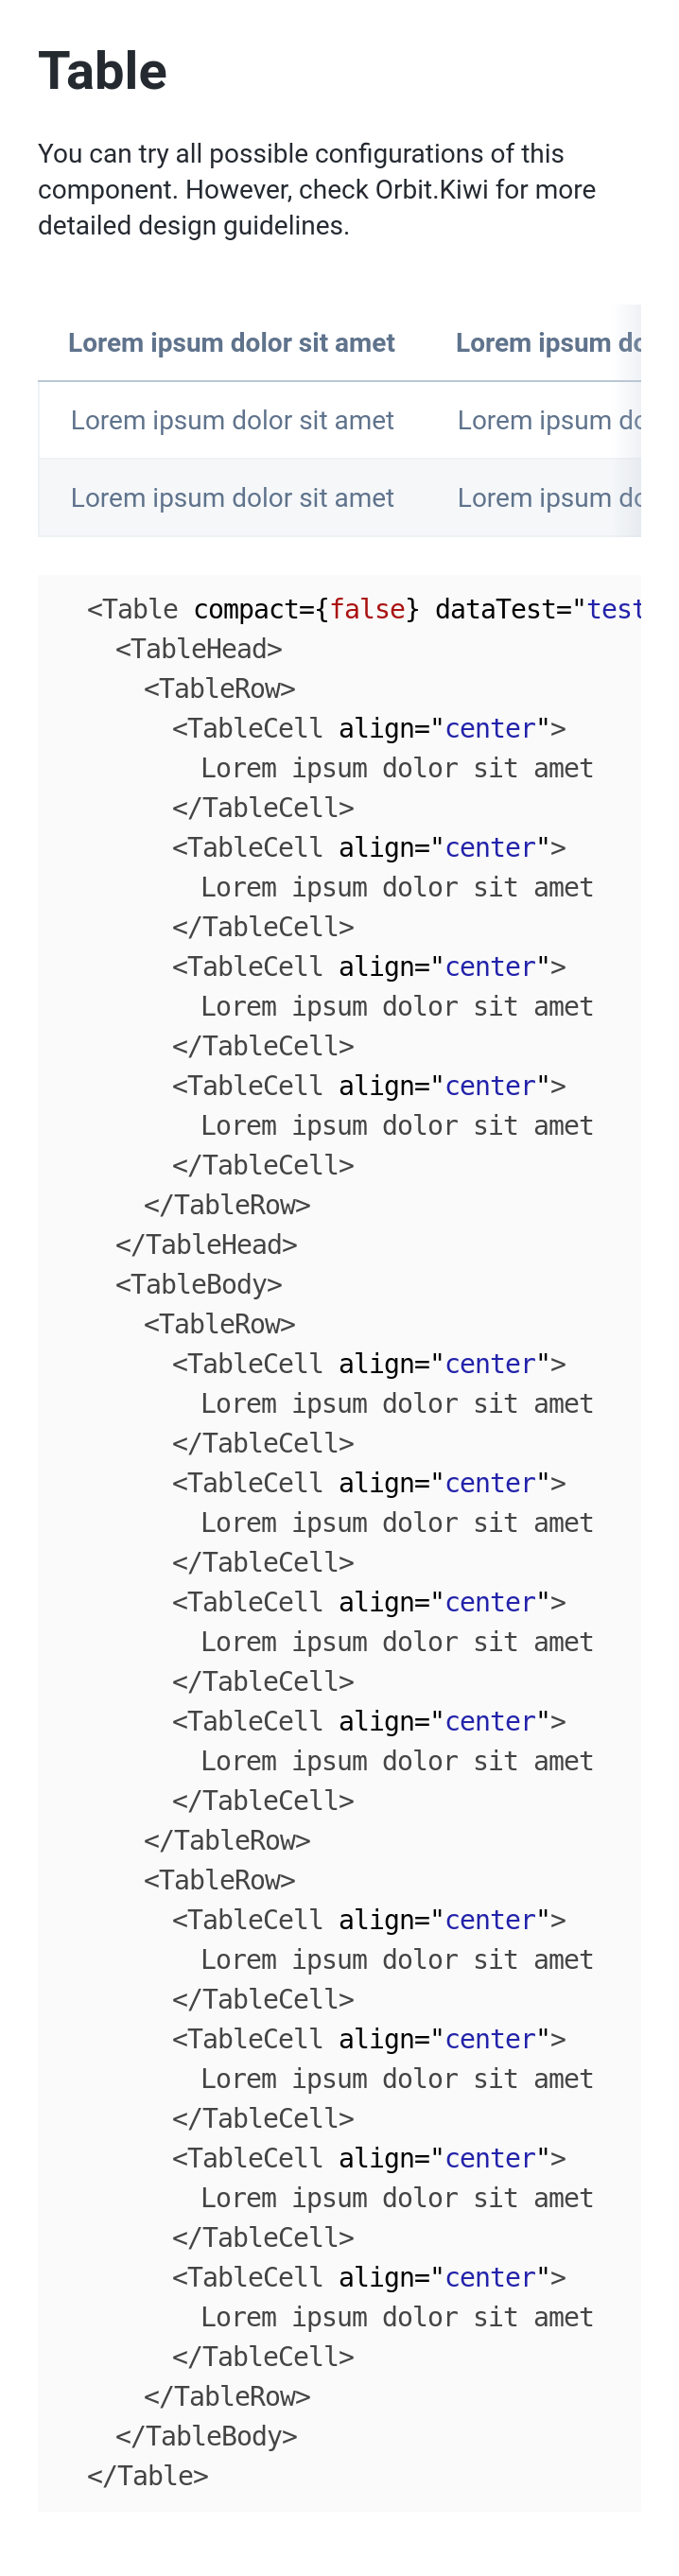 Table
You can try all possible configurations of this
component. However, check Orbit.Kiwi for more
detailed design guidelines.
Lorem ipsum dolor sit amet Lorem ipsum do
Lorem ipsum dolor sit amet Lorem ipsum do
Lorem ipsum dolor sit amet Lorem ipsum do
<Table compact={false} dataTest="test
<TableHead>
<TableRow>
<TableCell align="center">
Lorem ipsum dolor sit amet
</TableCell>
<TableCell align="center">
Lorem ipsum dolor sit amet
</TableCell>
<TableCell align="center">
Lorem ipsum dolor sit amet
</TableCell>
<TableCell align="center">
Lorem ipsum dolor sit amet
</TableCell>
</TableRow>
</TableHead>
<TableBody>
<TableRow>
<TableCell align="center">
Lorem ipsum dolor sit amet
</TableCell>
<TableCell align="center">
Lorem ipsum dolor sit amet
</TableCell>
<TableCell align="center">
Lorem ipsum dolor sit amet
</TableCell>
<TableCell align="center">
Lorem ipsum dolor sit amet
</TableCell>
</TableRow>
<TableRow>
<TableCell align="center">
Lorem ipsum dolor sit amet
</TableCell>
<TableCell align="center">
Lorem ipsum dolor sit amet
</TableCell>
<TableCell align="center">
Lorem ipsum dolor sit amet
</TableCell>
<TableCell align="center">
Lorem ipsum dolor sit amet
</TableCell>
</TableRow>
</TableBody>
</Table>